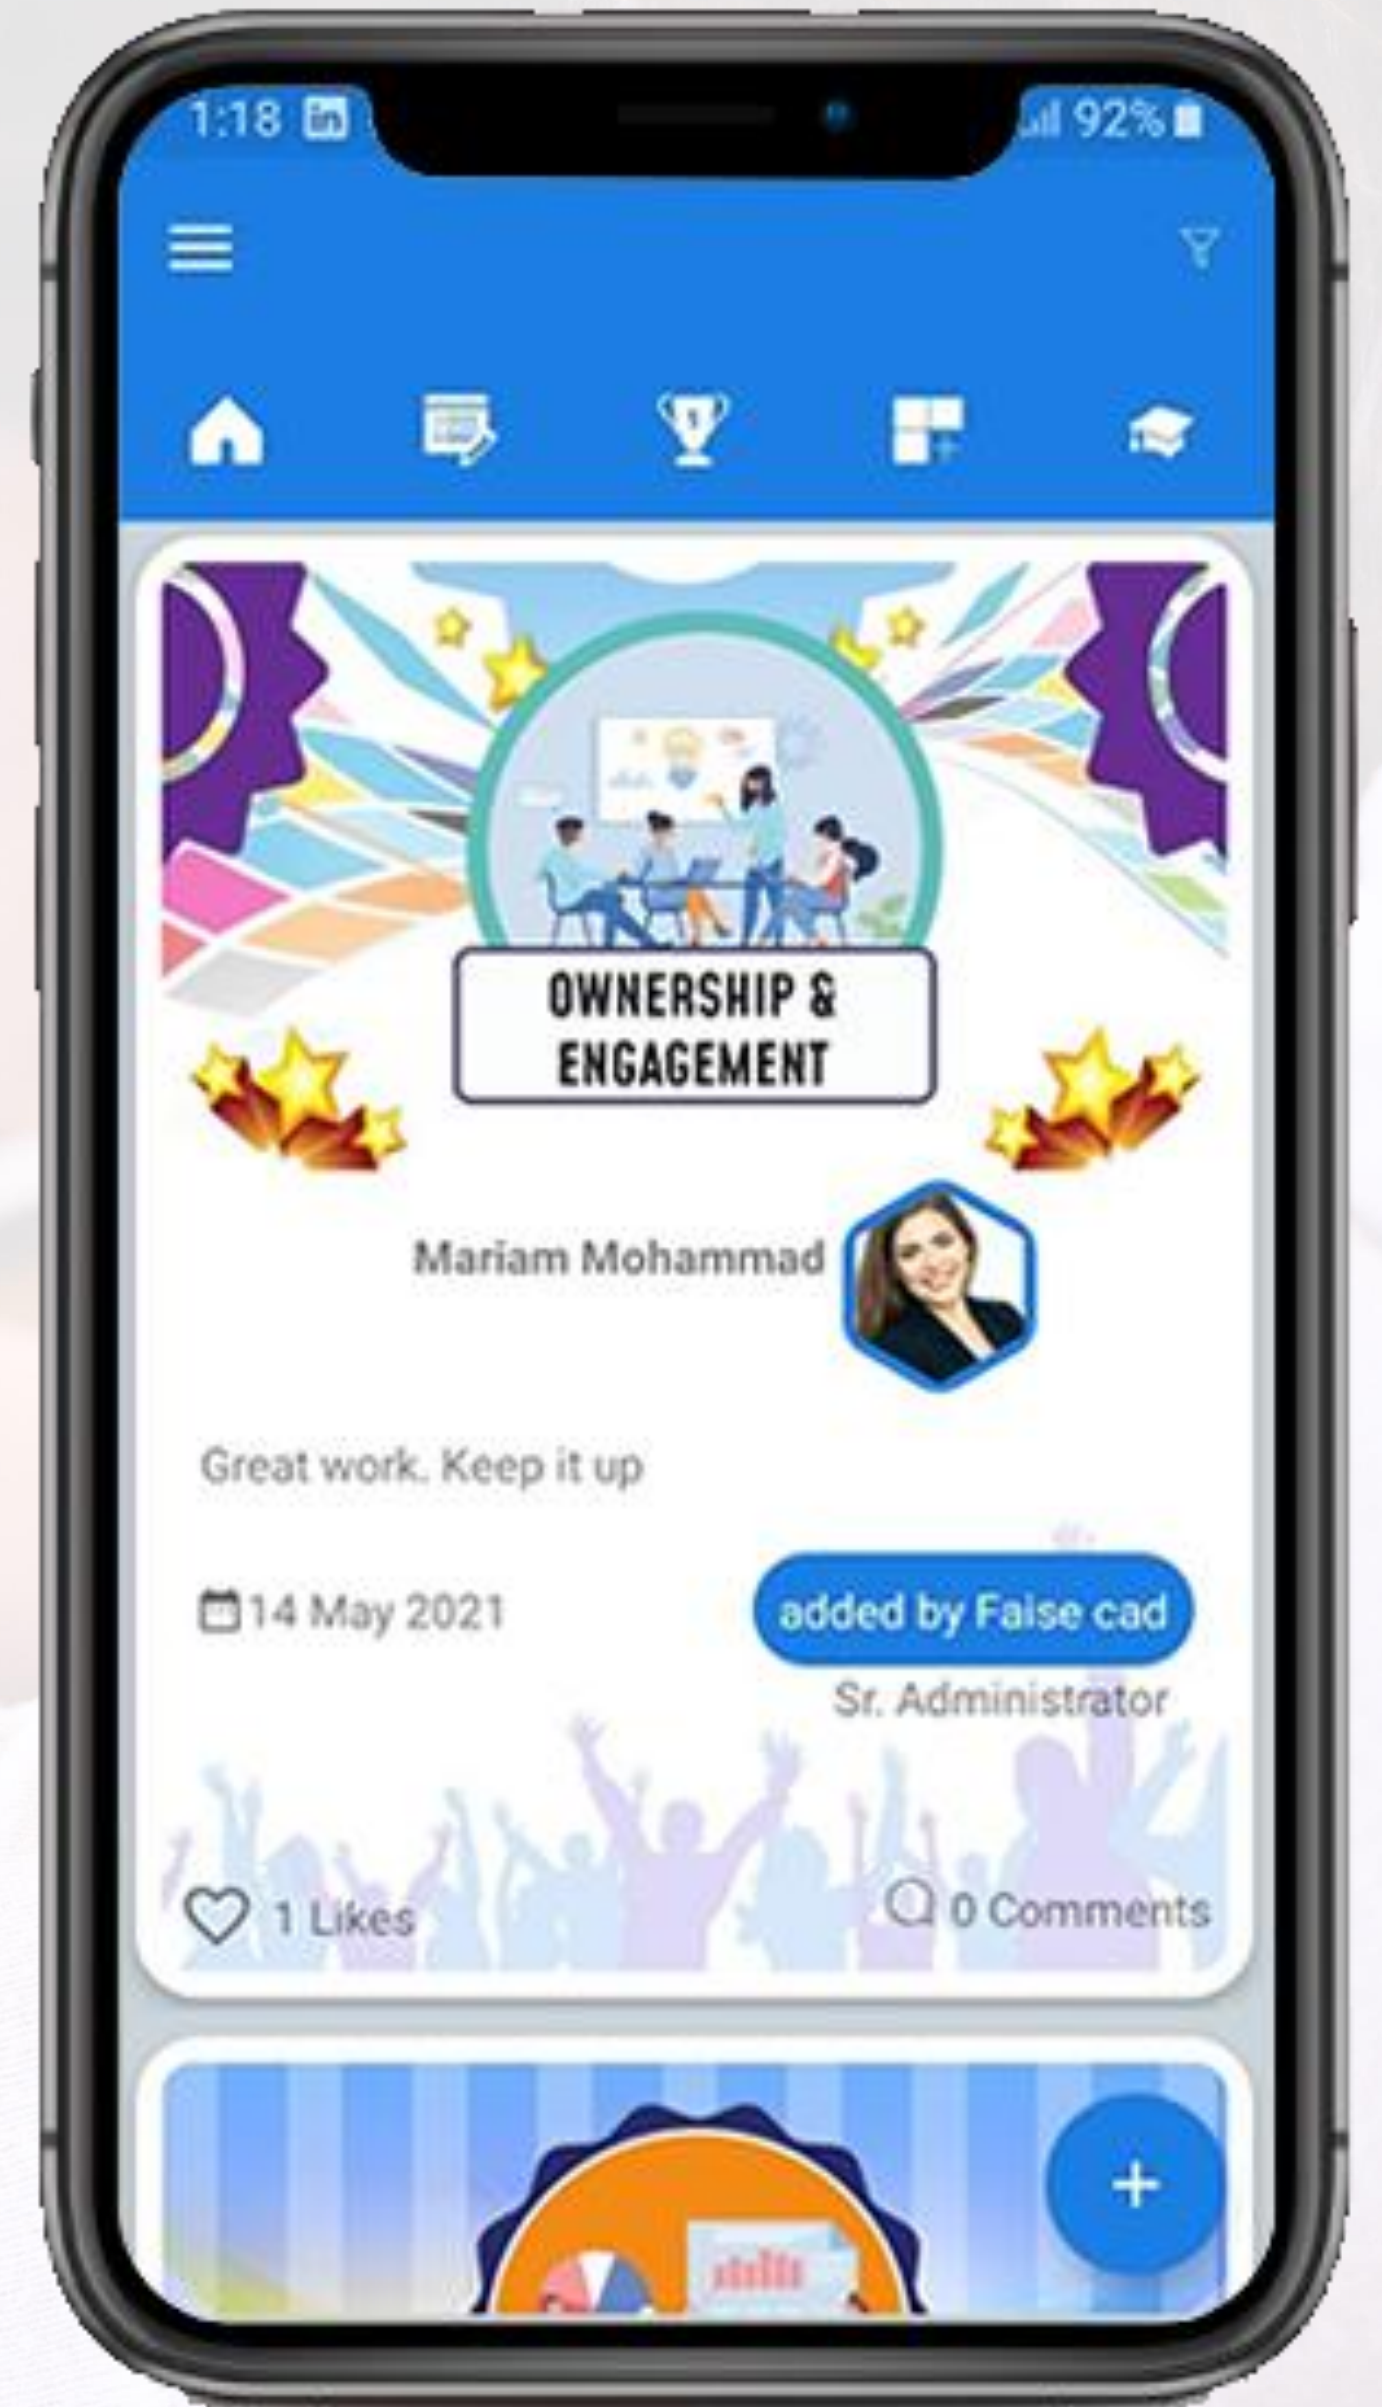 1:18 in 92%
OWNERSHIP &
ENGAGEMENT
Mariam Mohammad
Great work. Keep it up
14 May 2021
added by Faise cad
Sr. Administrator
1 Likes
0 Comments